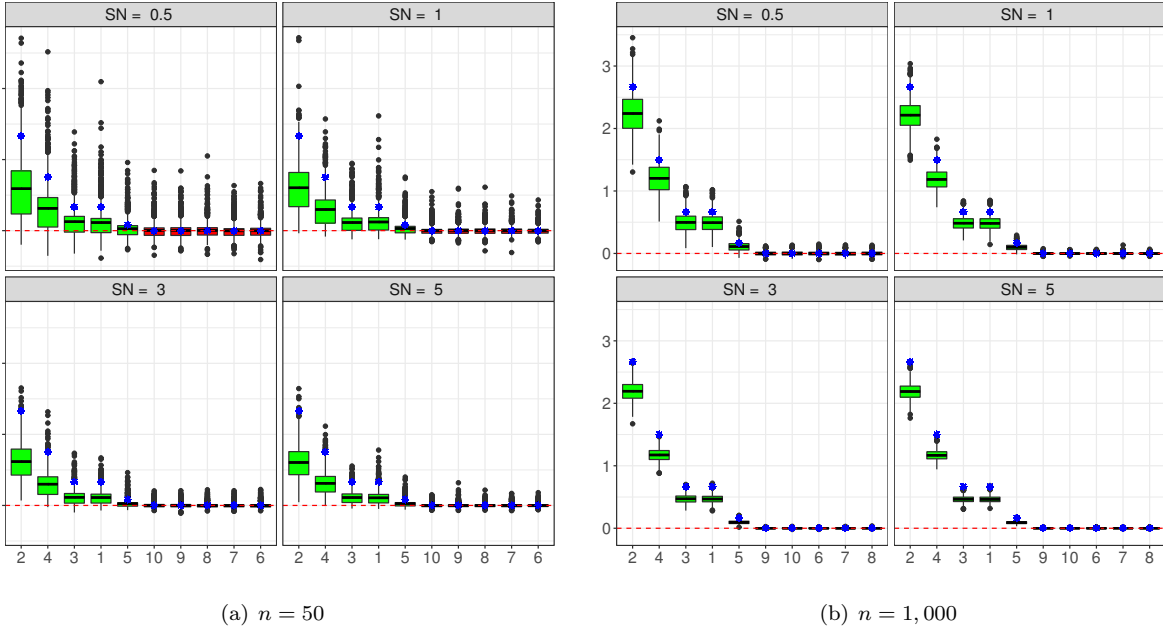 SN = 0.5
SN = 1
SN = 3
SN = 5
2 4 3 1 5 10 9 8 7 6
2 4 3 1 5 10 9 8 7 6
(a) n = 50
SN = 0.5
SN = 1
3
2
1
0
SN = 3
SN = 5
3
2
1
0
2 4 3 1 5 9 10 6 7 8
2 4 3 1 5 9 10 6 7 8
(b) n = 1, 000